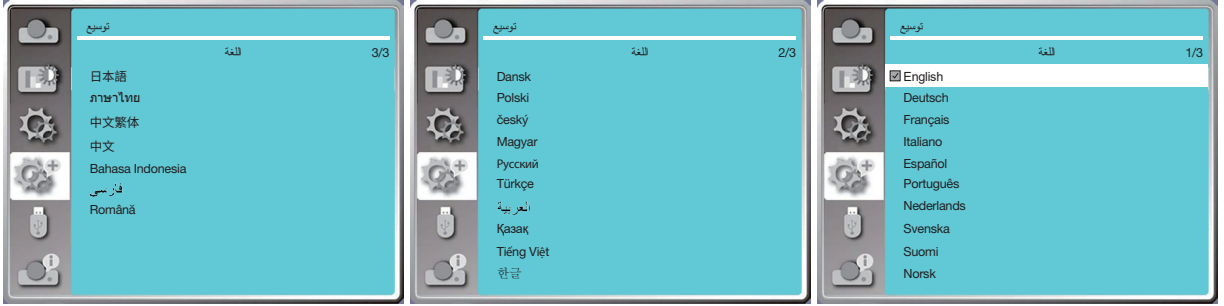 توسيع
اللغة 3/3
日本語
ภาษาไทย
中文繁体
中文
Bahasa Indonesia
فارسی
Română
توسيع
اللغة 2/3
Dansk
Polski
český
Magyar
Русский
Türkçe
العربية
Қазақ
Tiếng Việt
한글
توسيع
اللغة 1/3
English
Deutsch
Français
Italiano
Español
Português
Nederlands
Svenska
Suomi
Norsk